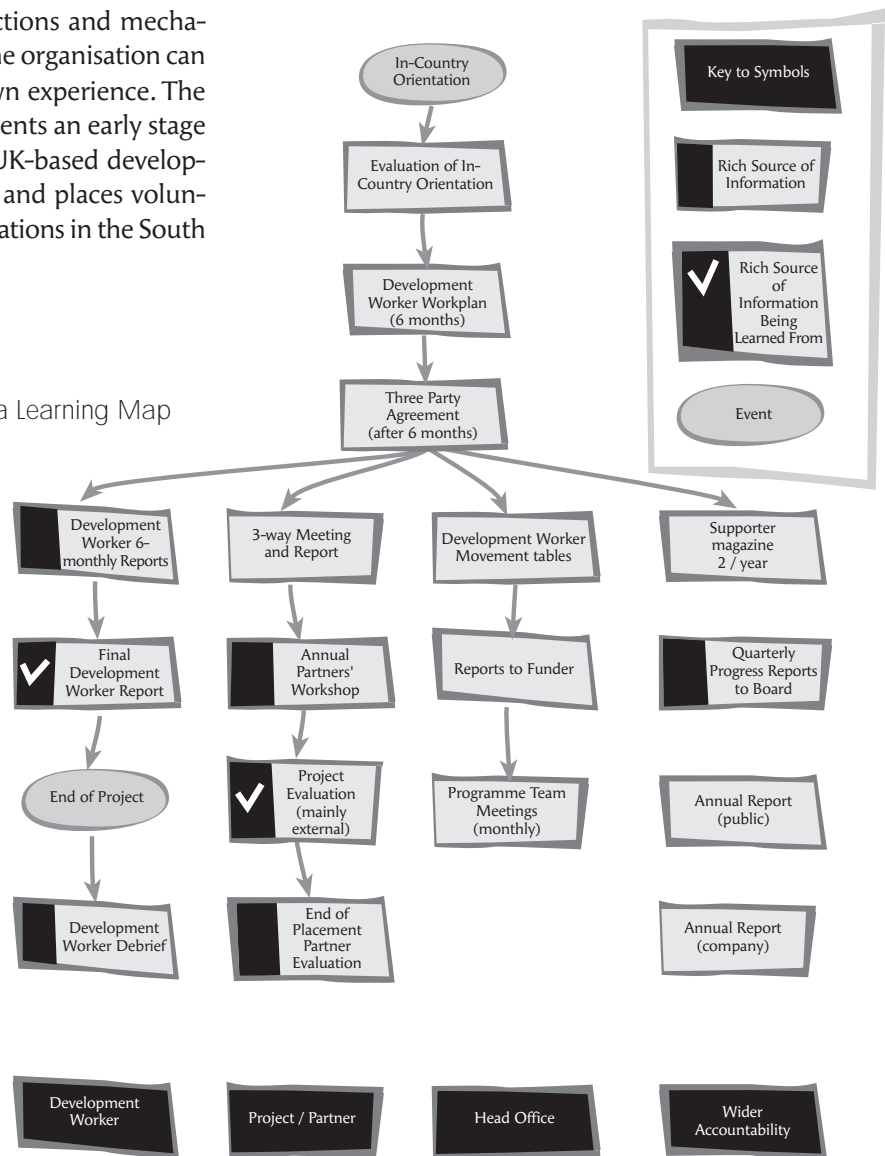 ctions and mecha-
ne organisation can
wn experience. The
ents an early stage
UK-based develop-
and places volun-
ations in the South
a Learning Map
In-Country
Orientation
Evaluation of In-
Country Orientation
Development
Worker Workplan
(6 months)
Three Party
Agreement
(after 6 months)
Key to Symbols
Rich Source of
Information
Rich Source
of
Information
Being
Learned From
Event
Development
Worker 6-
monthly Reports
3-way Meeting
and Report
Development Worker
Movement tables
Supporter
magazine
2 / year
Final
Development
Worker Report
Annual
Partners'
Workshop
Reports to Funder
Quarterly
Progress Reports
to Board
End of Project
Project
Evaluation
(mainly
external)
Programme Team
Meetings
(monthly)
Annual Report
(public)
Development
Worker Debrief
End of
Placement
Partner
Evaluation
Annual Report
(company)
Development
Worker
Project / Partner
Head Office
Wider
Accountability